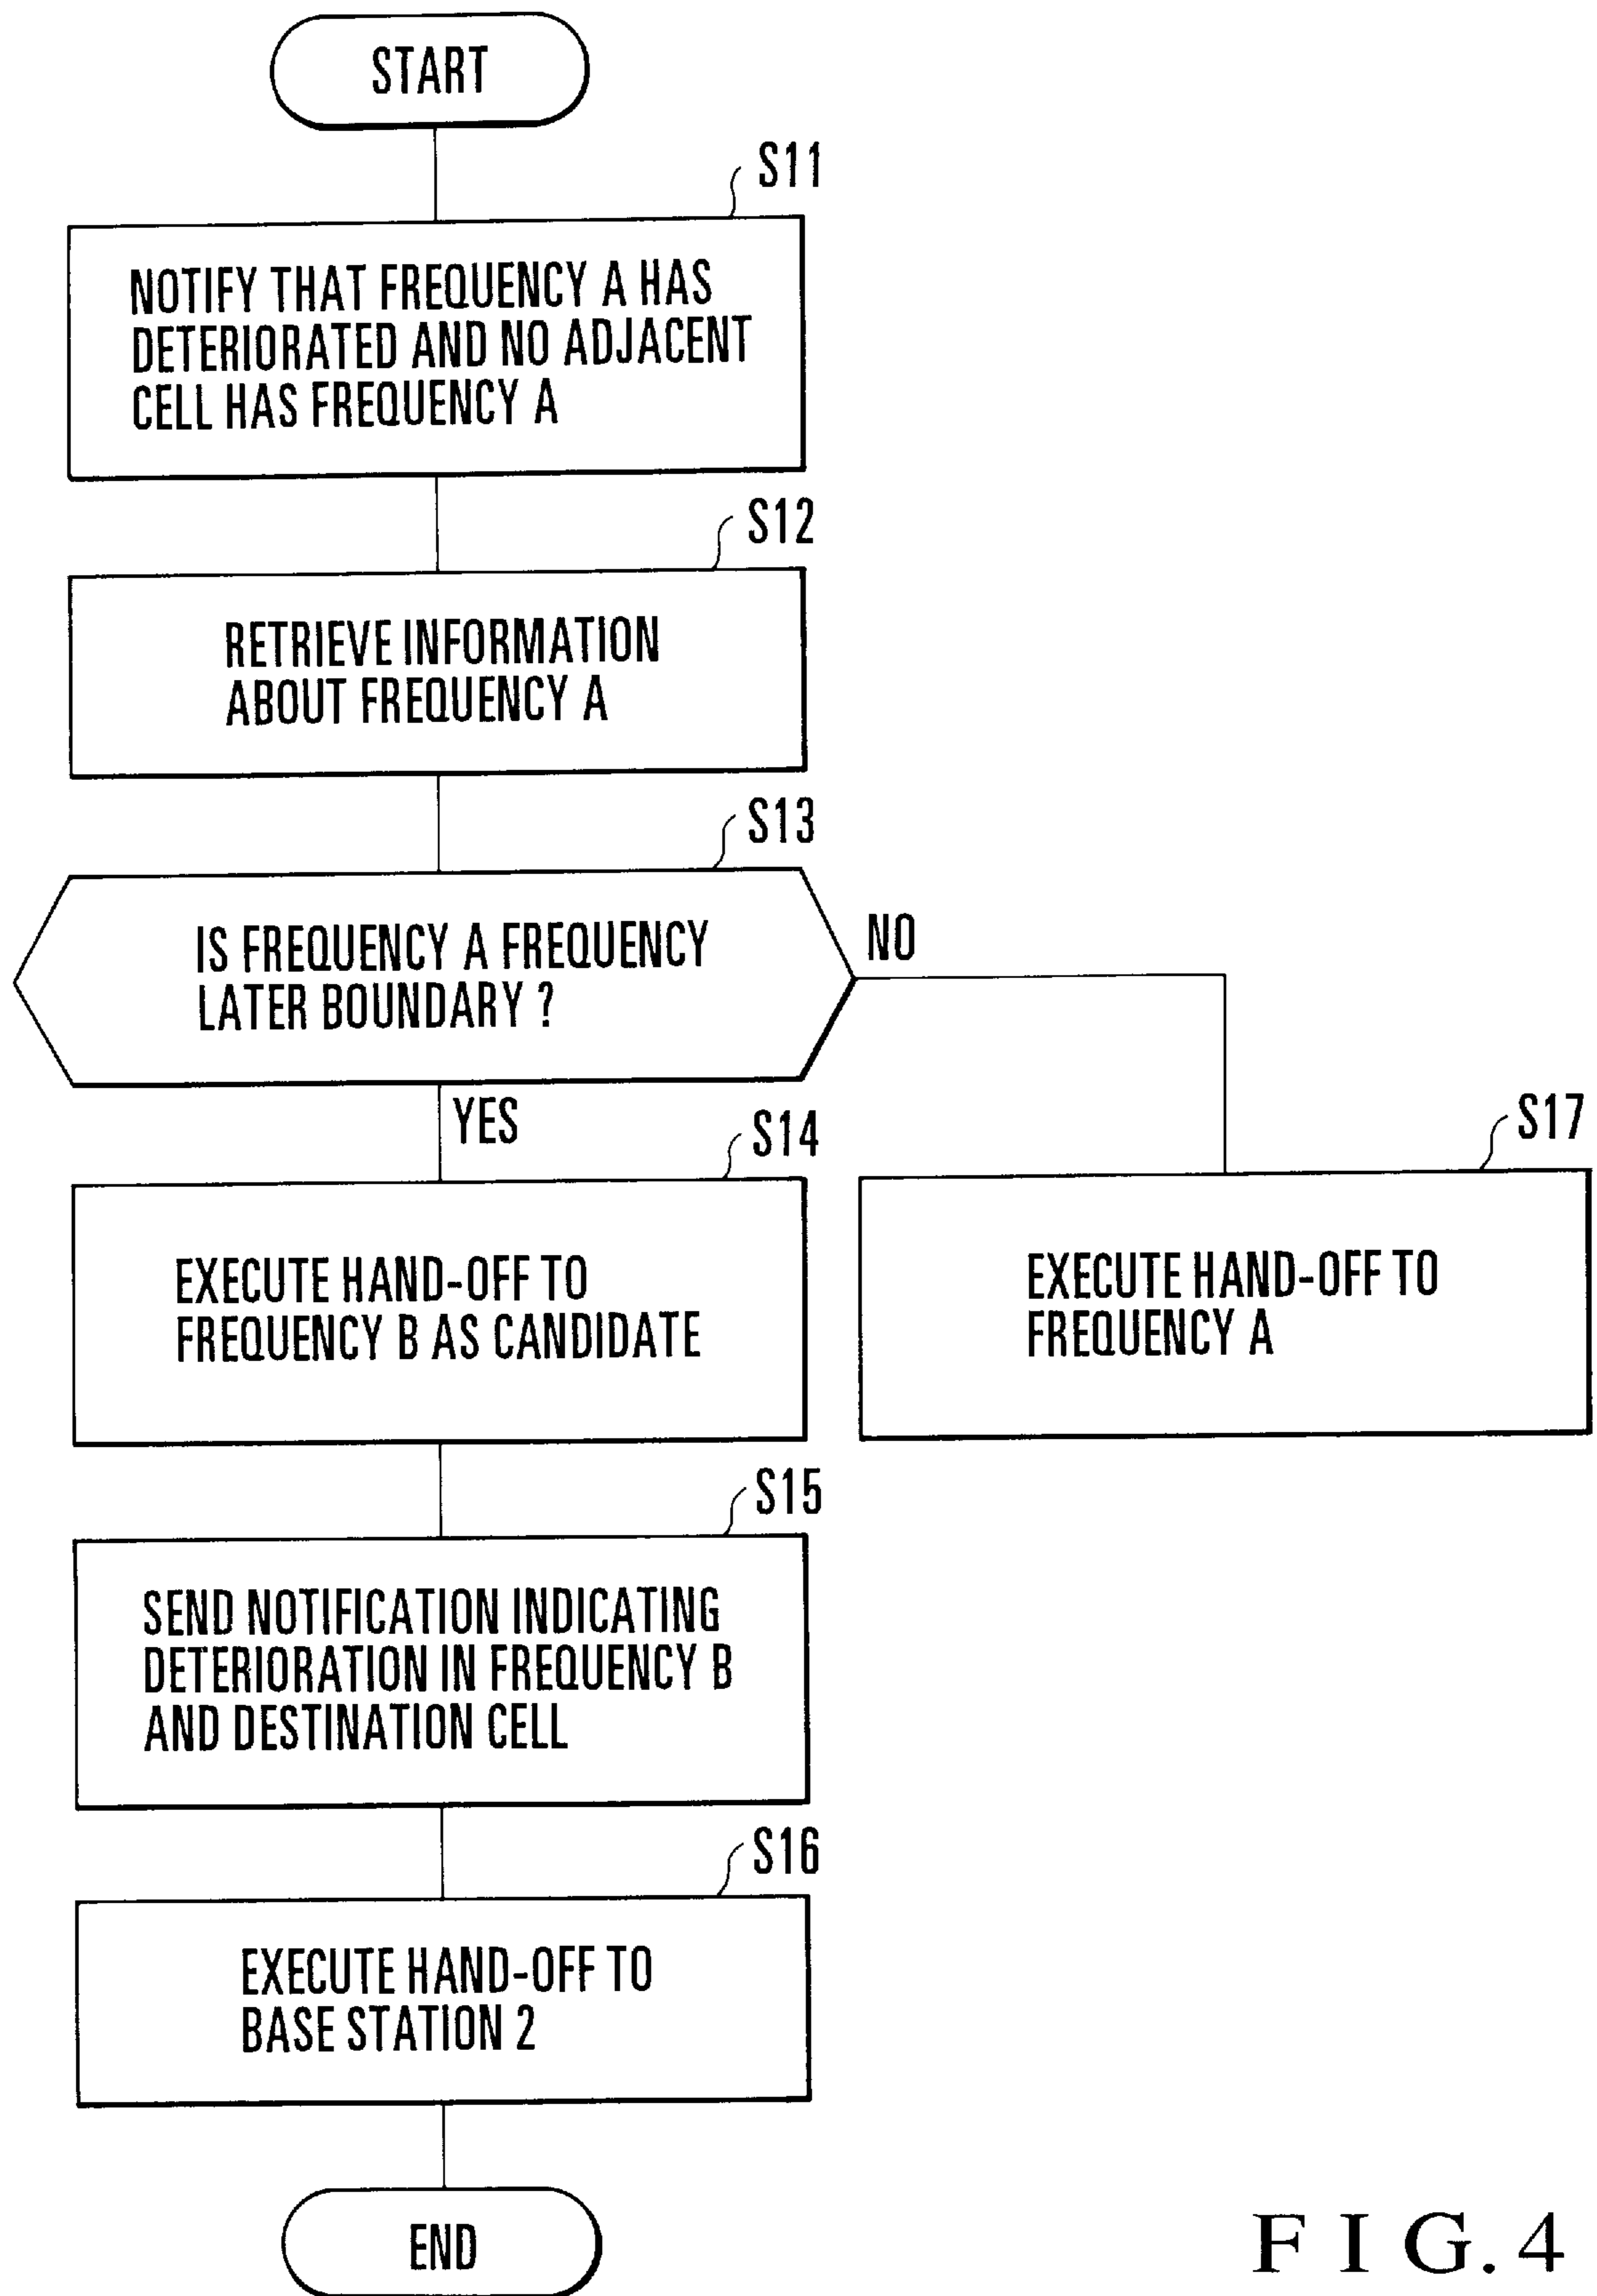 START
S11
NOTIFY THAT FREQUENCY A HAS
DETERIORATED AND NO ADJACENT
CELL HAS FREQUENCY A
S12
RETRIEVE INFORMATION
ABOUT FREQUENCY A
S13
IS FREQUENCY A FREQUENCY
LATER BOUNDARY ?
NO
YES
S14
EXECUTE HAND-OFF TO
FREQUENCY B AS CANDIDATE
S17
EXECUTE HAND-OFF TO
FREQUENCY A
S15
SEND NOTIFICATION INDICATING
DETERIORATION IN FREQUENCY B
AND DESTINATION CELL
S16
EXECUTE HAND-OFF TO
BASE STATION 2
END
FIG. 4